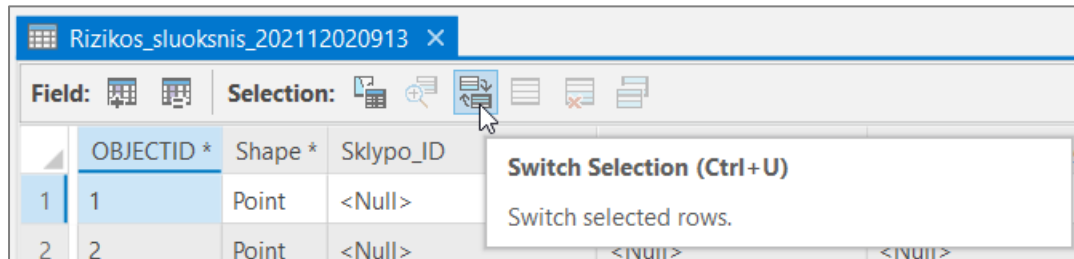 Rizikos_sluoksnis_202112020913 ×
Field: Selection:
OBJECTID * Shape * Sklypo_ID
Switch Selection (Ctrl+U)
1 1 Point <Null>
Switch selected rows.
2 2 Point <Null> <Null> <Null>